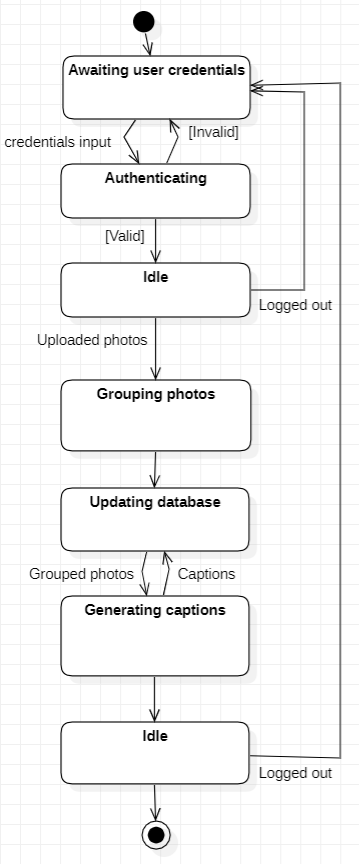 Awaiting user credentials
credentials input
[Invalid]
Authenticating
[Valid]
Idle
Logged out
Uploaded photos
Grouping photos
Updating database
Grouped photos
Captions
Generating captions
Idle
Logged out